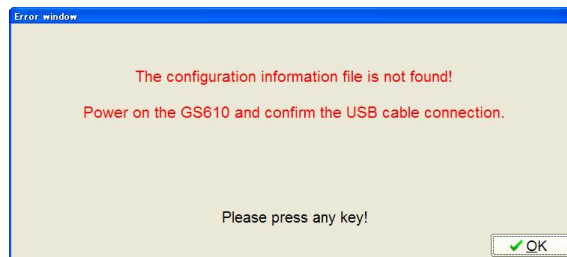 Error window
The configuration information file is not found!
Power on the GS610 and confirm the USB cable connection.
Please press any key!
OK